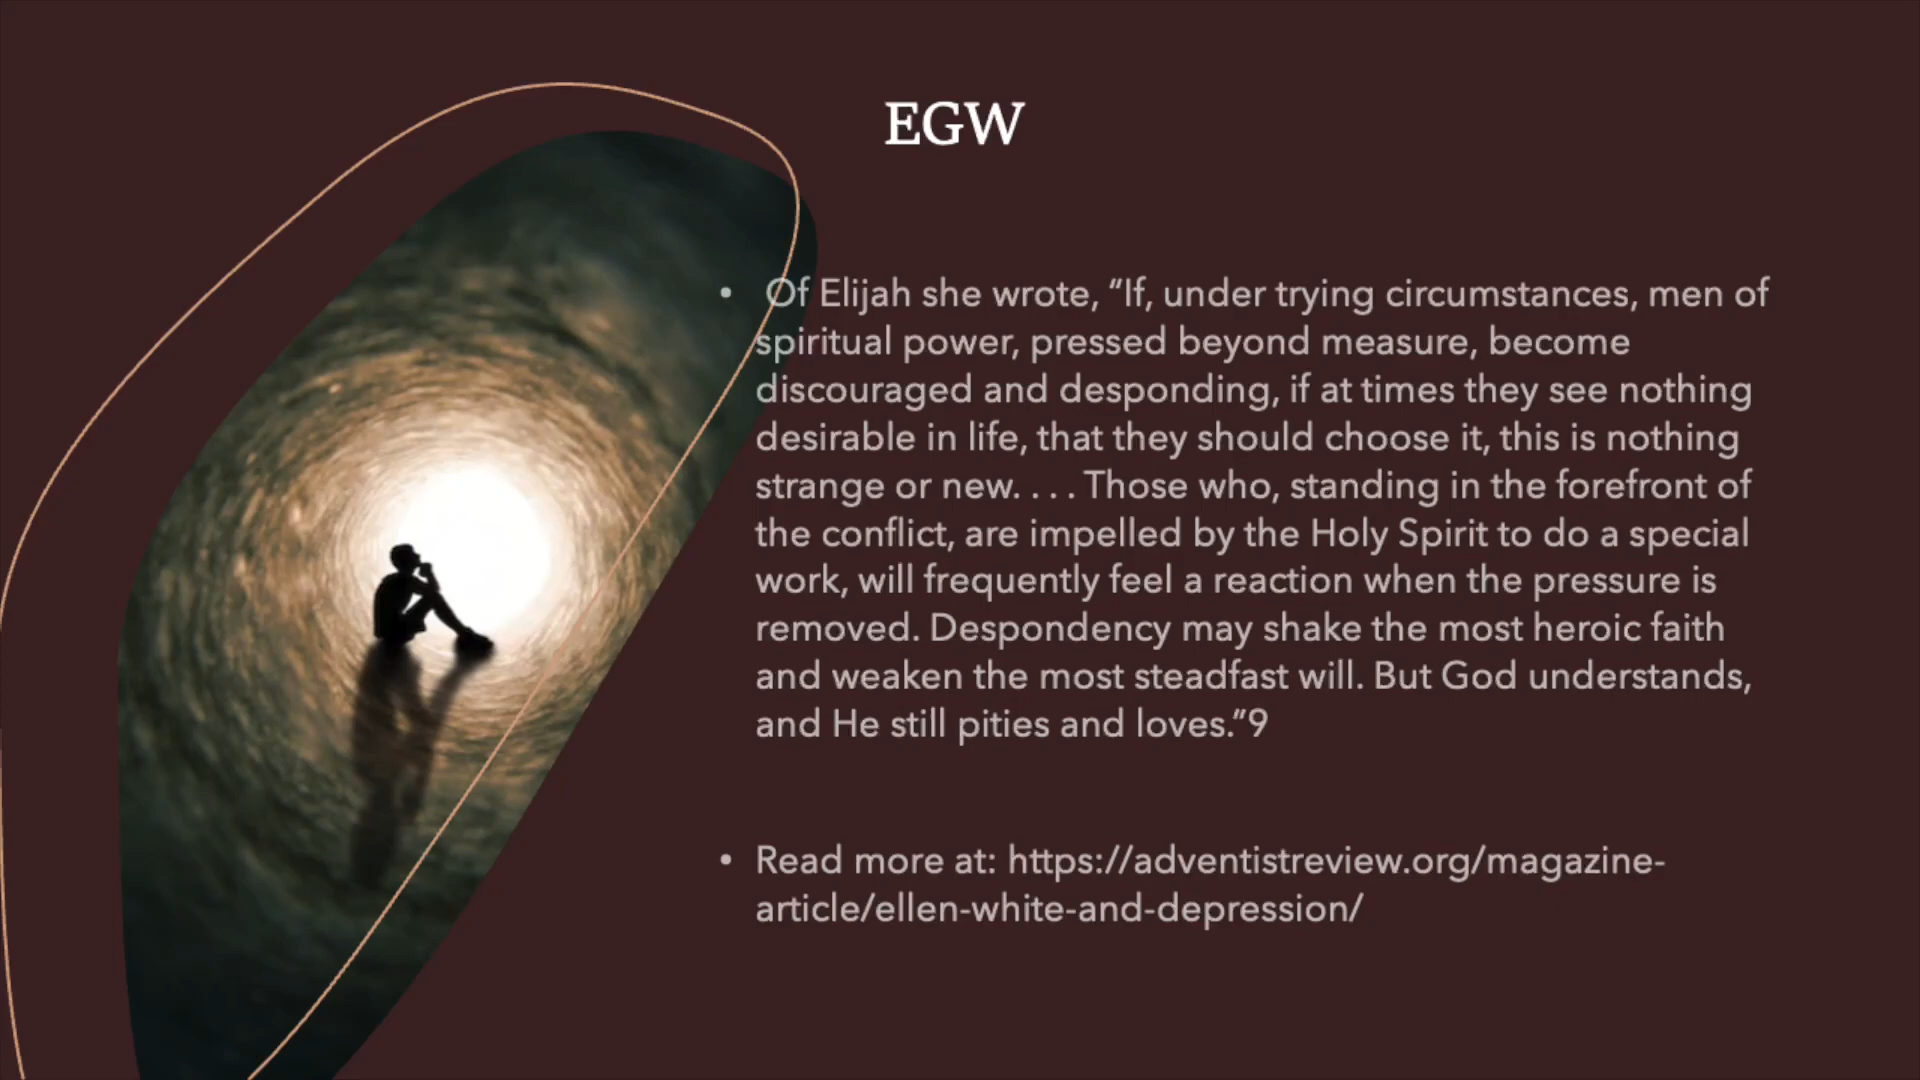 EGW
• Of Elijah she wrote, “If, under trying circumstances, men of
spiritual power, pressed beyond measure, become
discouraged and desponding, if at times they see nothing
desirable in life, that they should choose it, this is nothing
strange or new. . . . Those who, standing in the forefront of
the conflict, are impelled by the Holy Spirit to do a special
work, will frequently feel a reaction when the pressure is
removed. Despondency may shake the most heroic faith
and weaken the most steadfast will. But God understands,
and He still pities and loves.”9
• Read more at: https://adventistreview.org/magazine-
article/ellen-white-and-depression/